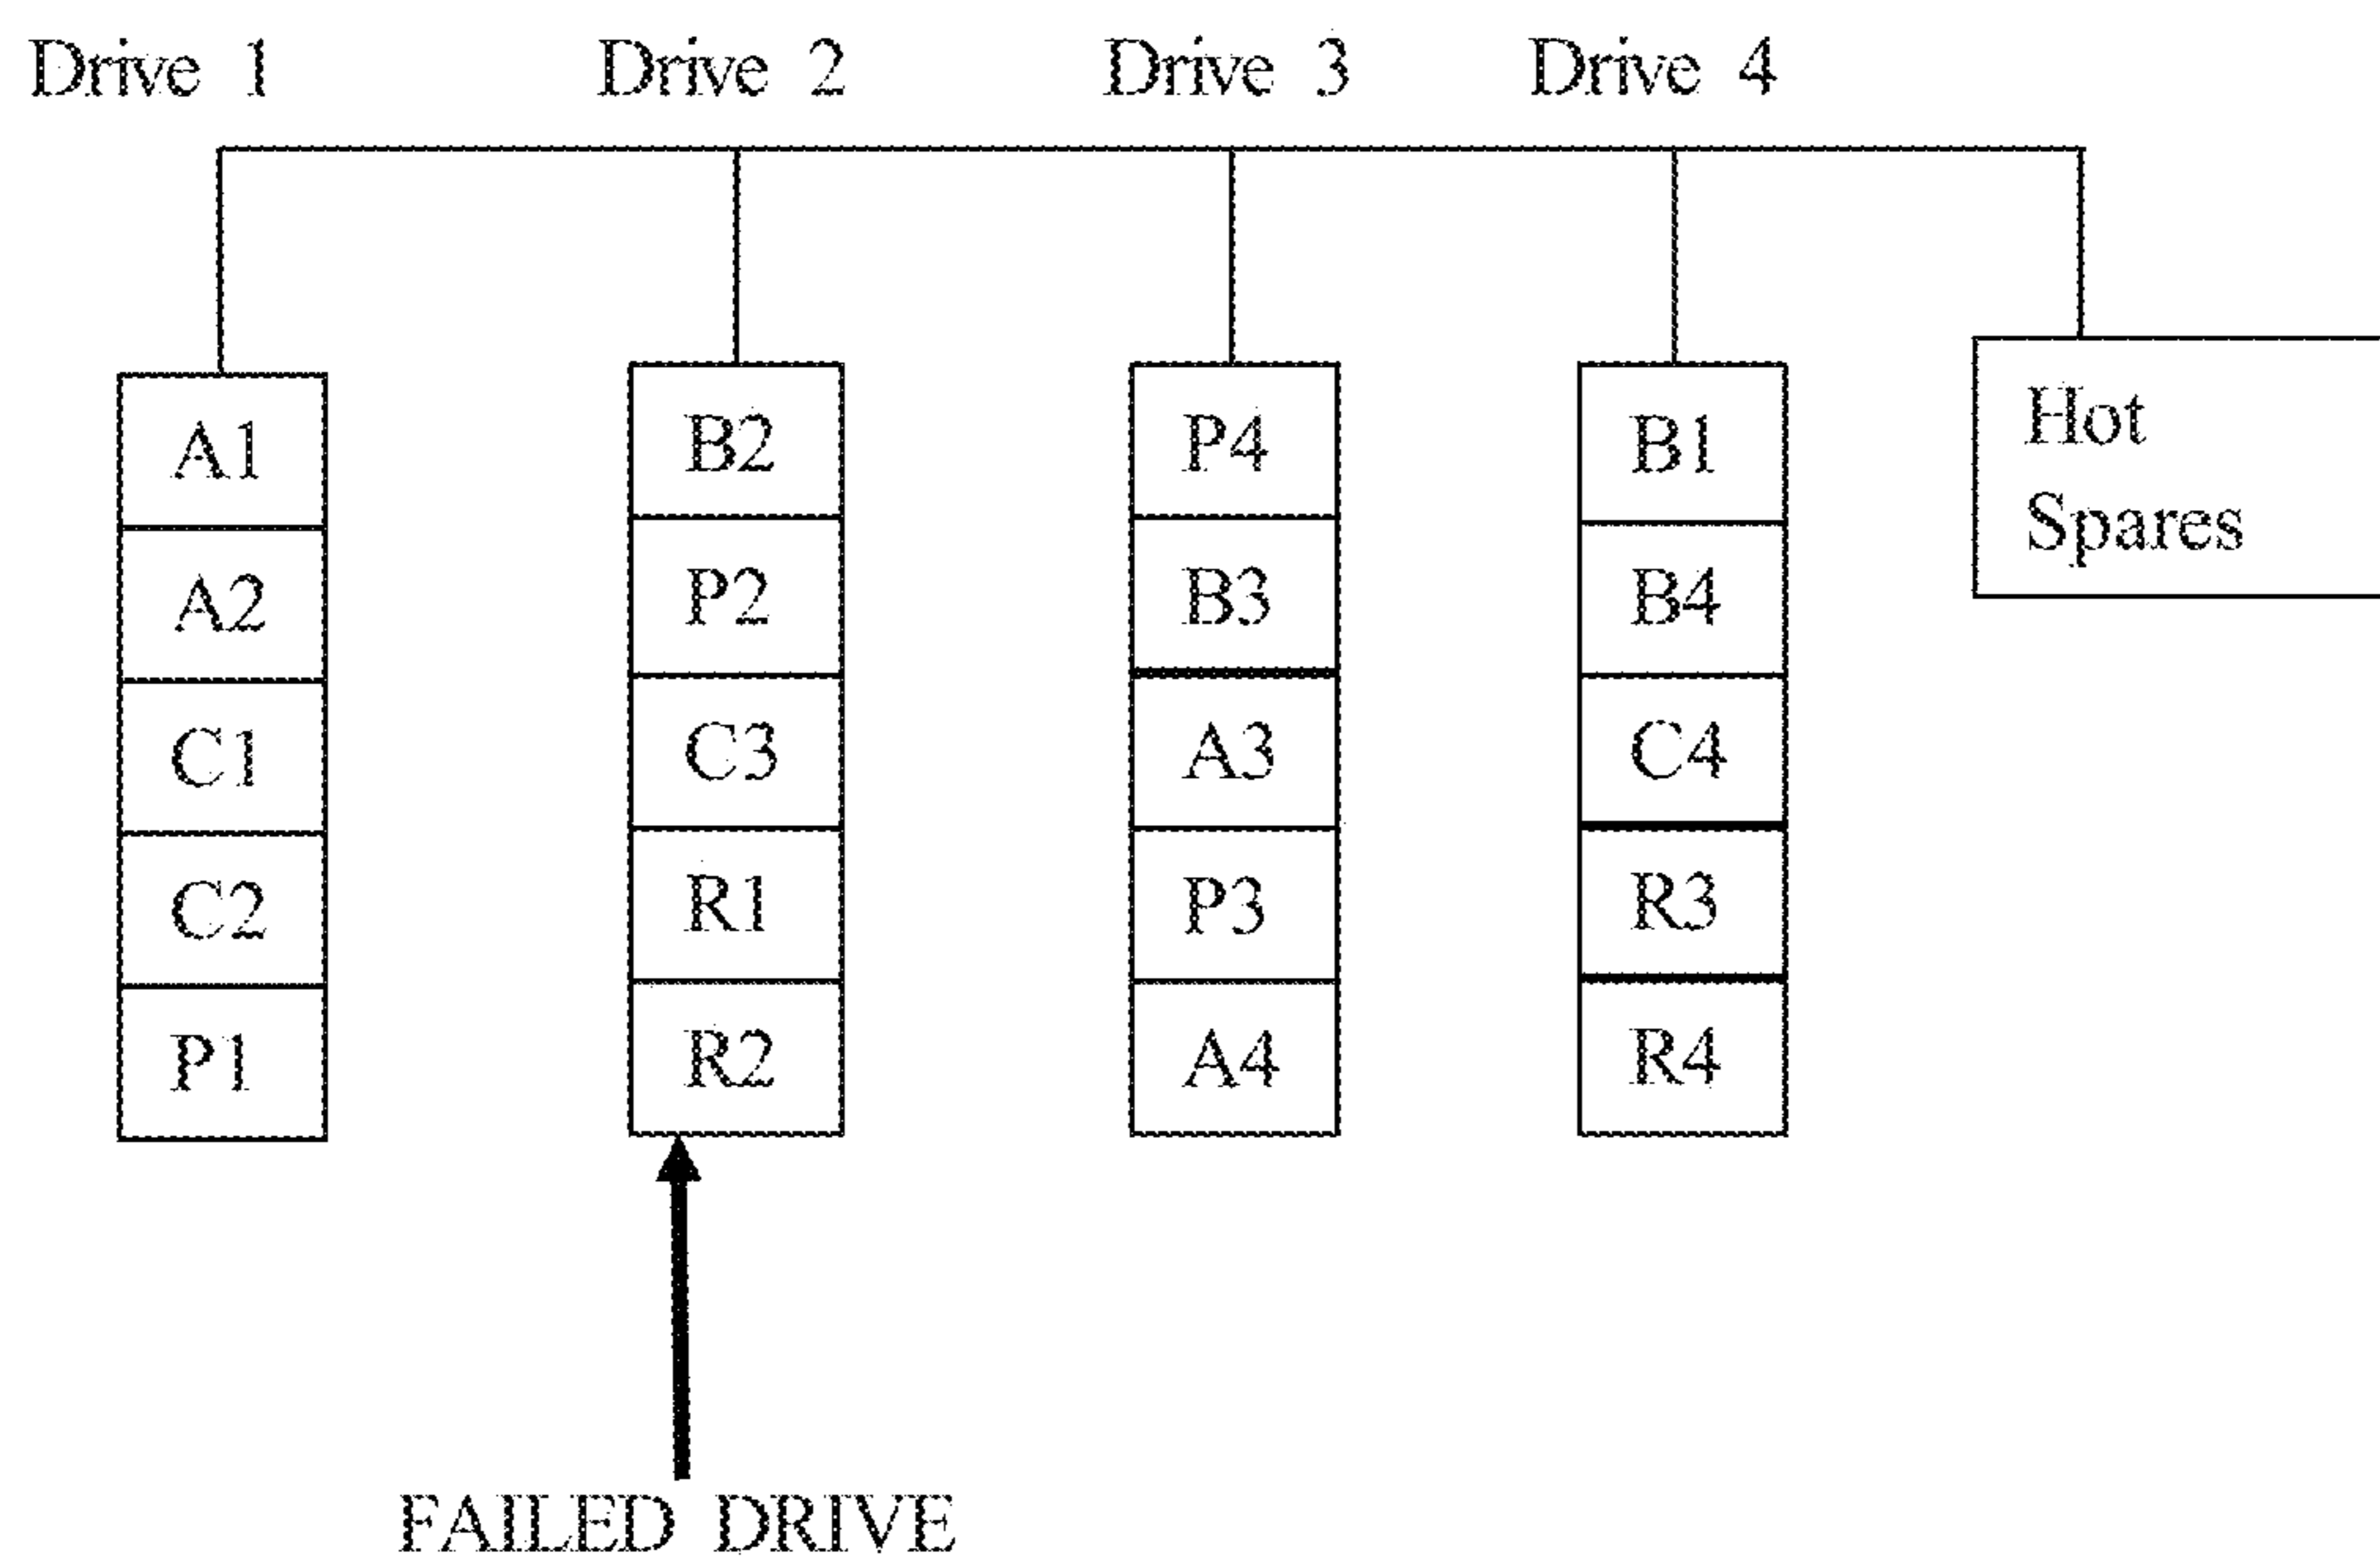 Drive 1 Drive 2 Drive 3 Drive 4
A1 B2 P4 B1 Hot
Spares
A2 P2 B3 B4
C1 C3 A3 C4
C2 R1 P3 R3
P1 R2 A4 R4
FAILED DRIVE